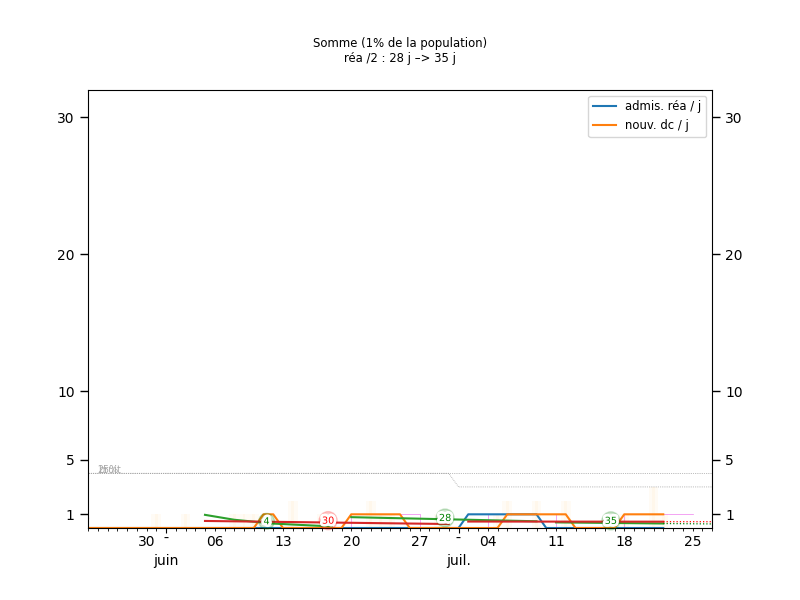 Somme (1% de la population)
réa /2 : 28 j –> 35 j
admis. réa / j
nouv. dc / j
30 30
20 20
10 10
5 5
1 1
4 30 28 35
30 - 06 13 20 27 - 04 11 18 25
juin juil.